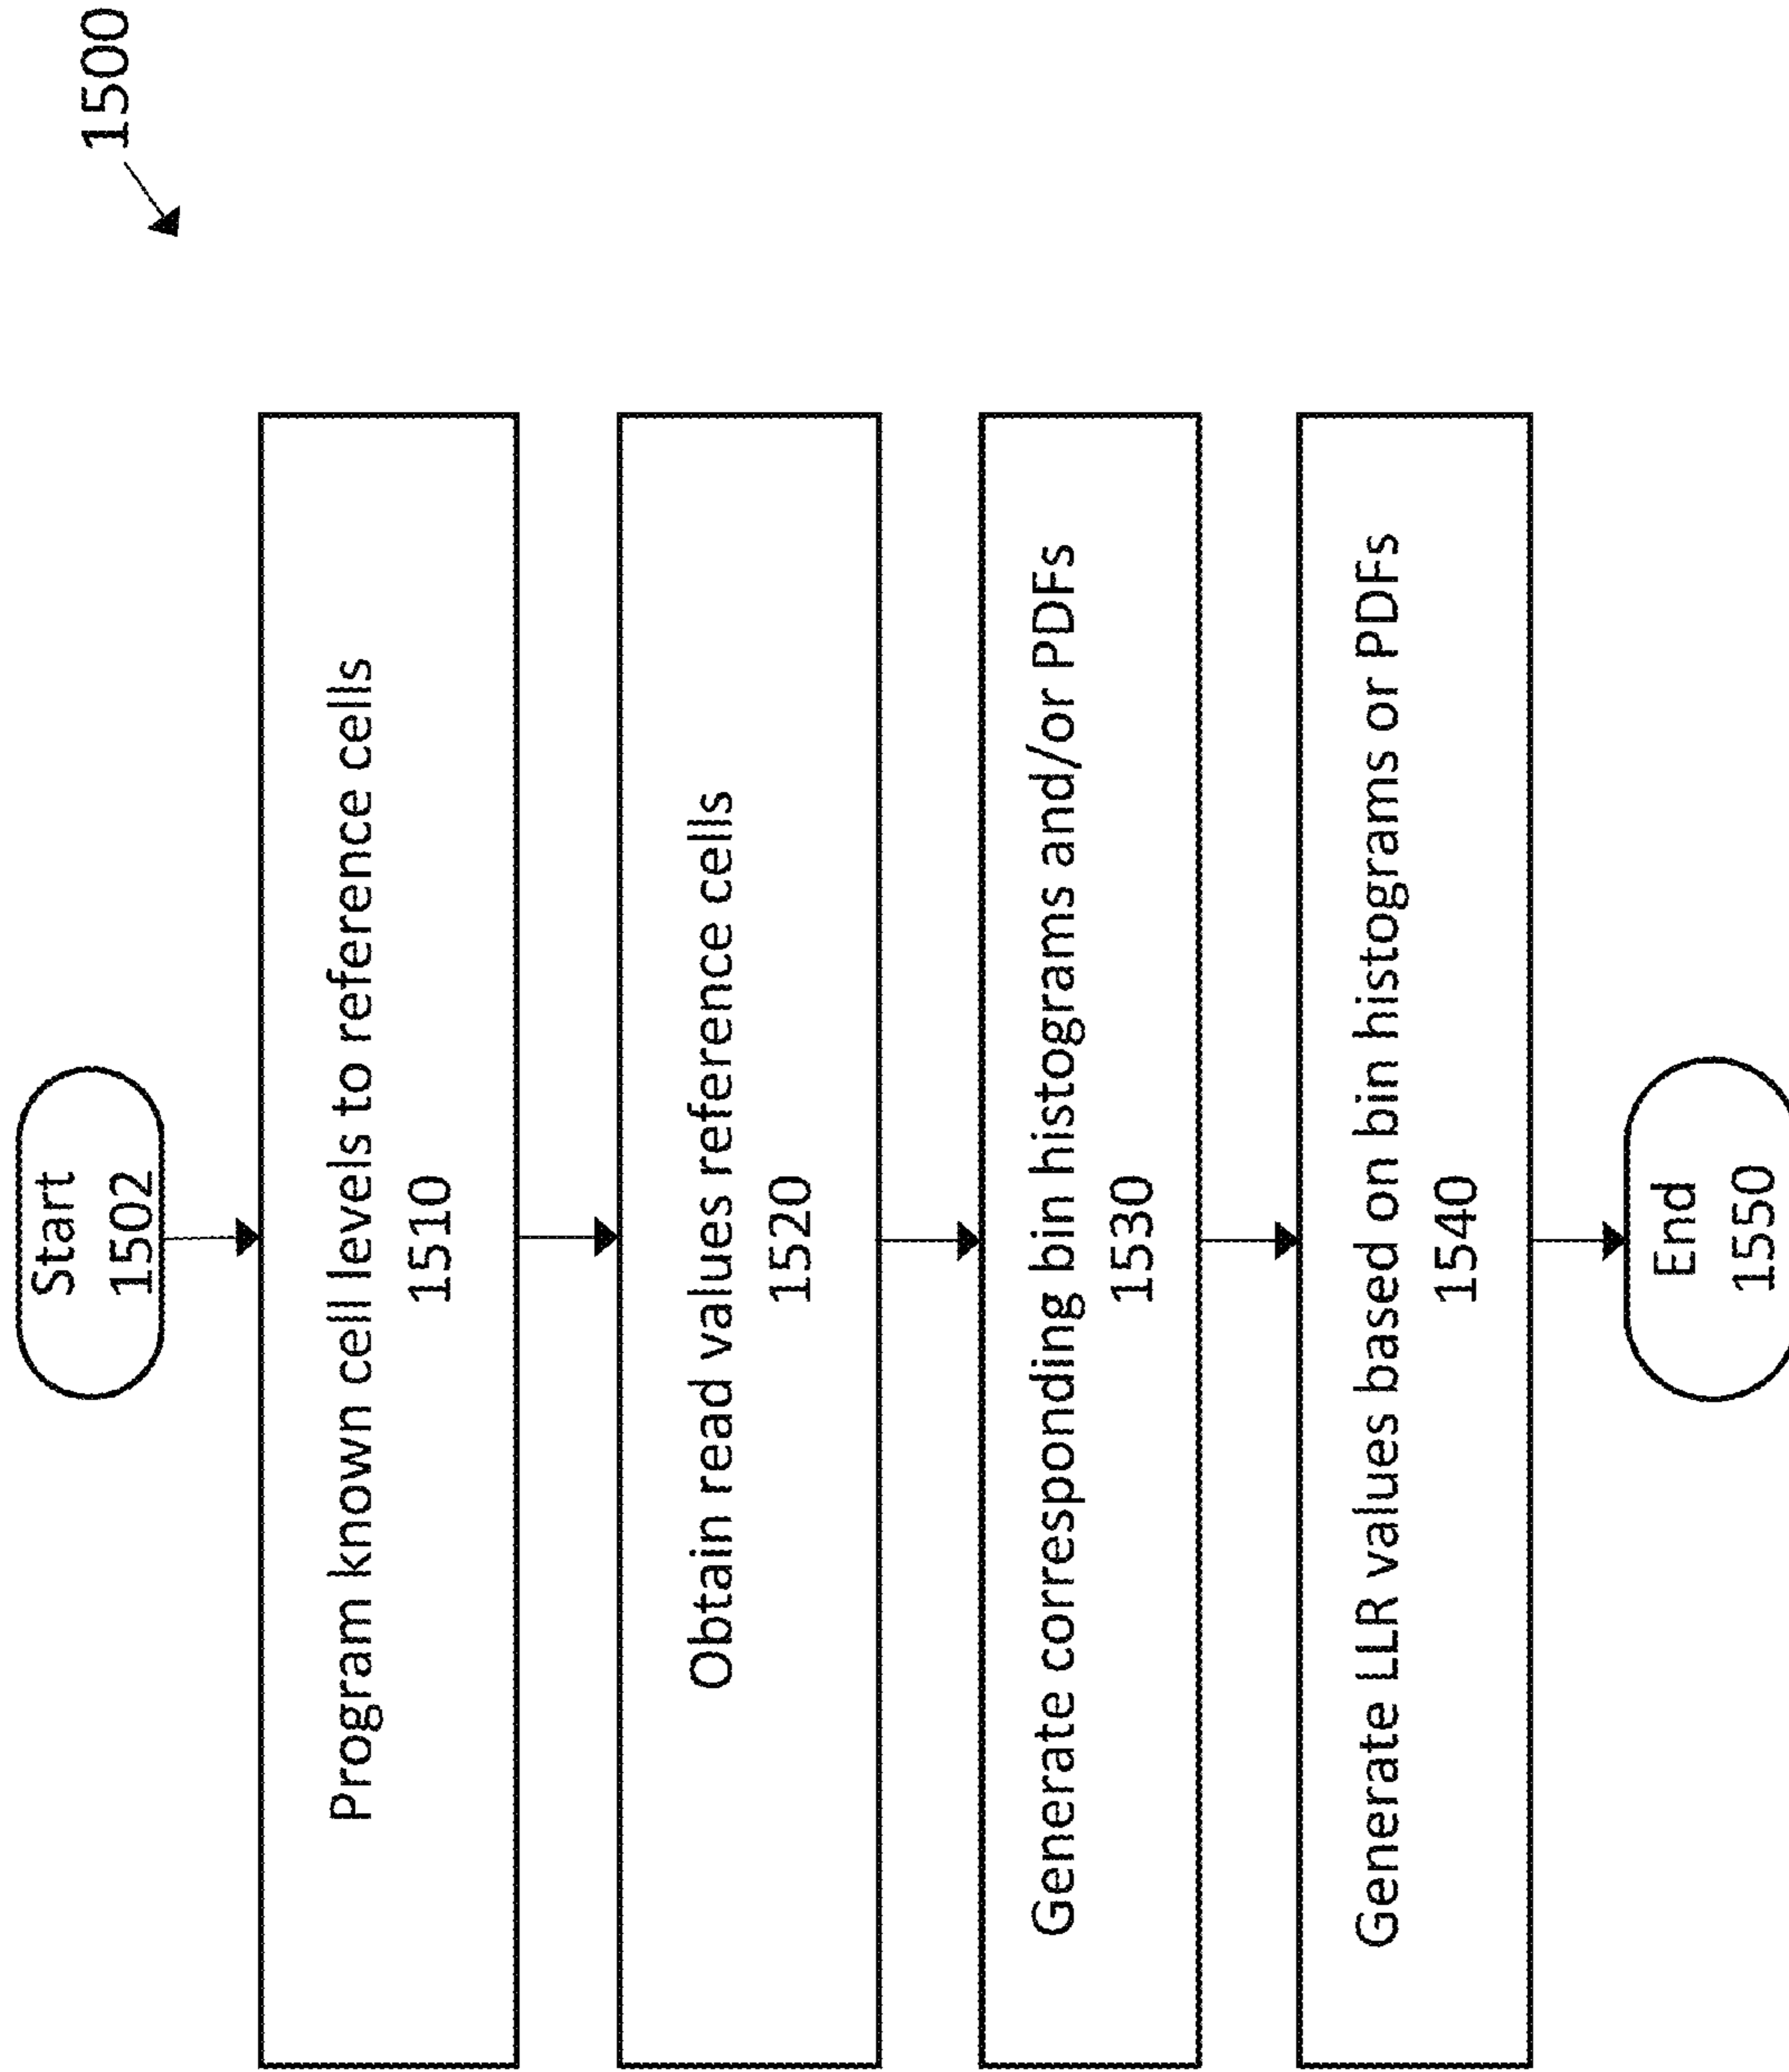 1500
Start
1502
Program known cell levels to reference cells
1510
Obtain read values reference cells
1520
Generate corresponding bin histograms and/or PDFs
1530
Generate LLR values based on bin histograms or PDFs
1540
End
1550